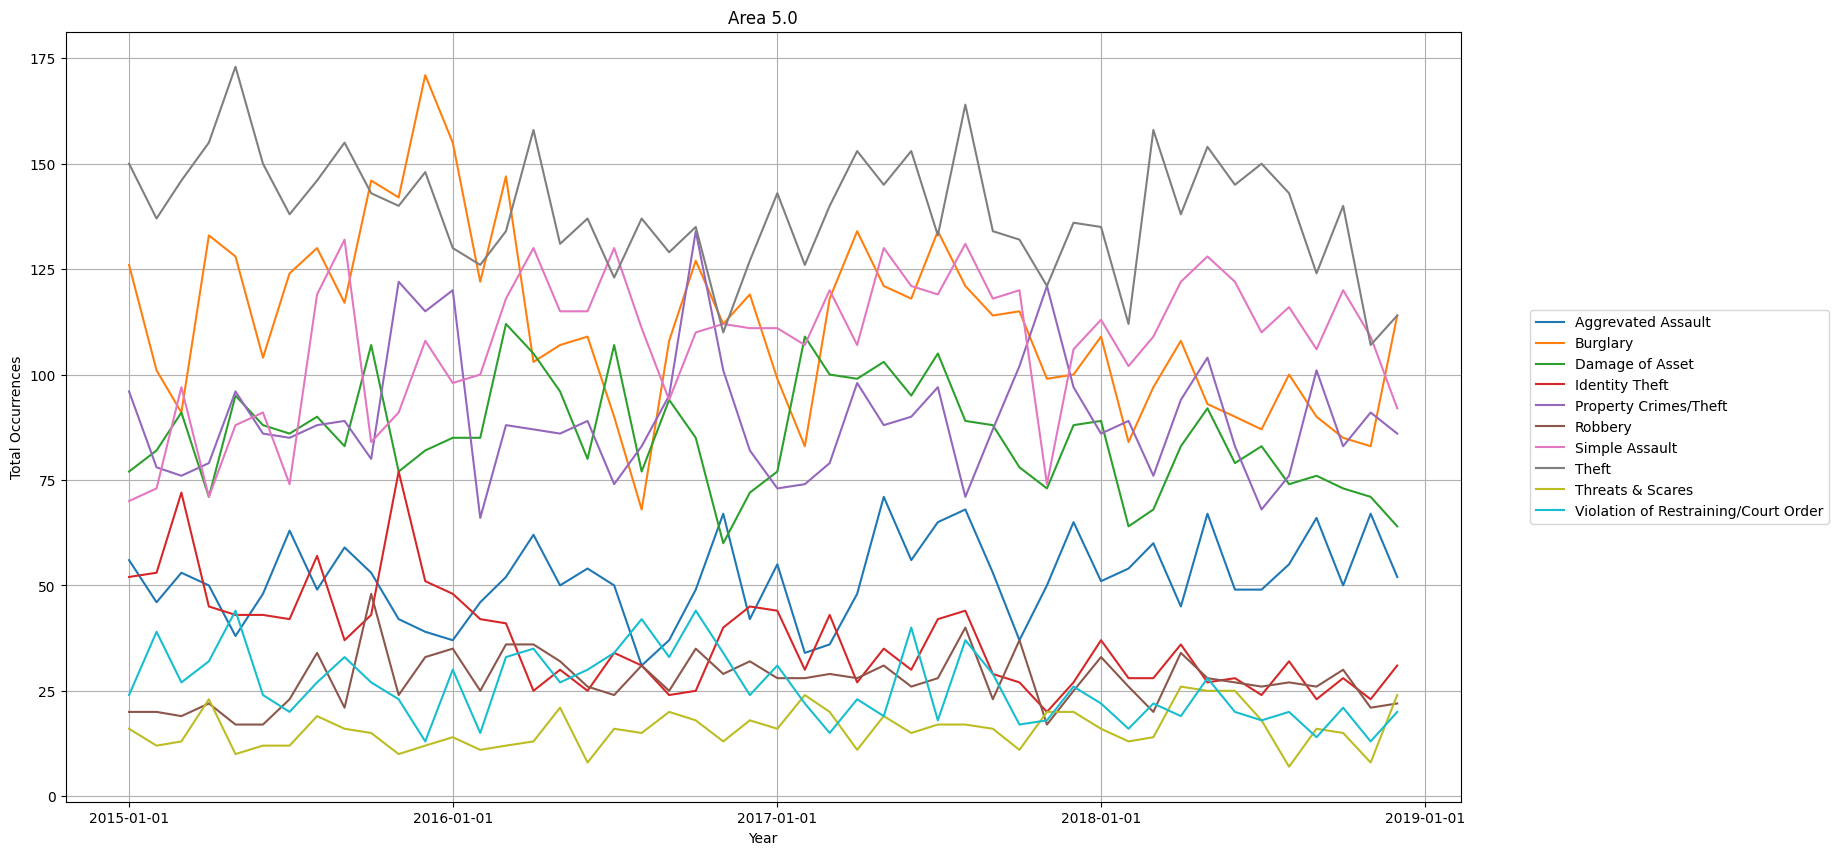 Area 5.0
Total Occurrences
175
150
125
100
75
50
25
0
2015-01-01
2016-01-01
2017-01-01
2018-01-01
2019-01-01
Year
Aggrevated Assault
Burglary
Damage of Asset
Identity Theft
Property Crimes/Theft
Robbery
Simple Assault
Theft
Threats & Scares
Violation of Restraining/Court Order